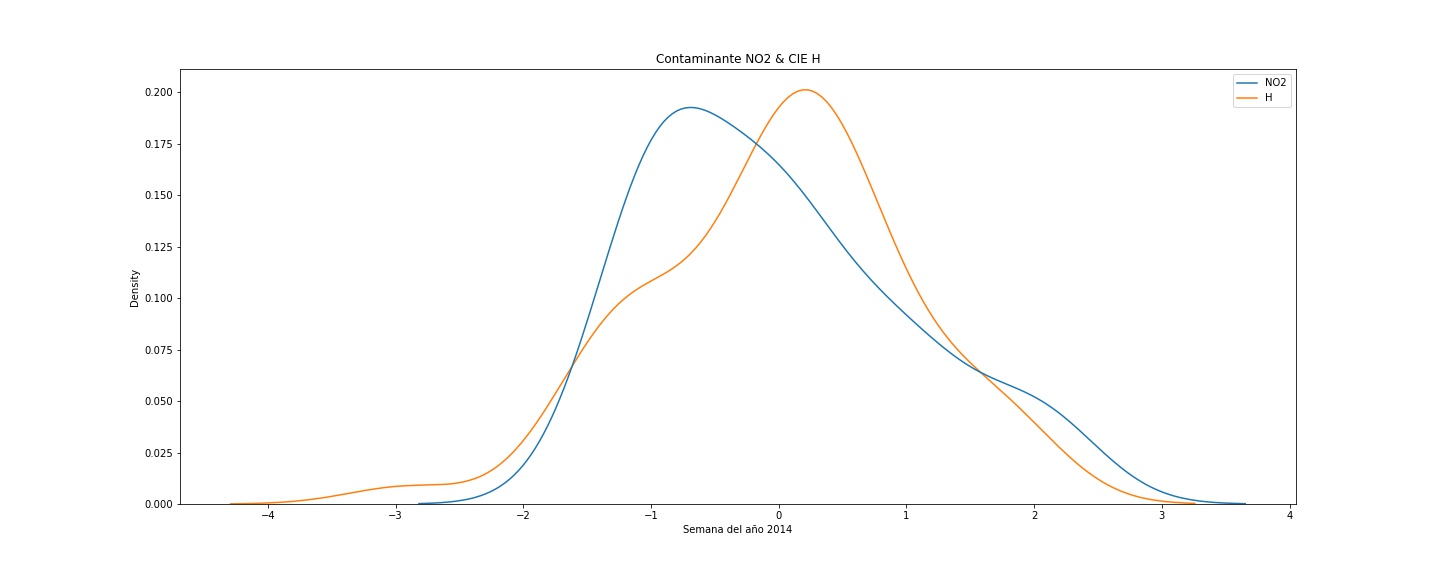 Contaminante NO2 & CIE H
NO2
H
0.200
0.175
0.150
0.125
0.100
0.075
0.050
0.025
0.000
Density
−4 −3 −2 −1 0 1 2 3 4
Semana del año 2014